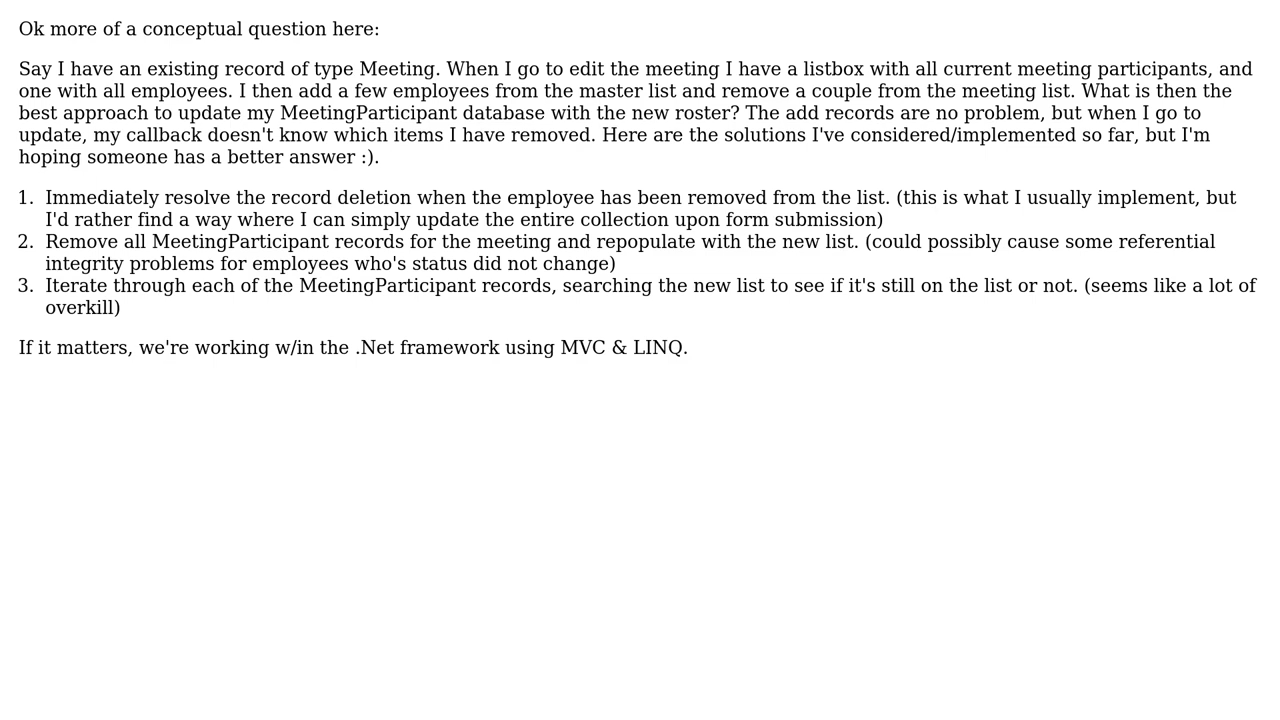 Ok more of a conceptual question here:
Say I have an existing record of type Meeting. When I go to edit the meeting I have a listbox with all current meeting participants, and
one with all employees. I then add a few employees from the master list and remove a couple from the meeting list. What is then the
best approach to update my MeetingParticipant database with the new roster? The add records are no problem, but when I go to
update, my callback doesn't know which items I have removed. Here are the solutions I've considered/implemented so far, but I'm
hoping someone has a better answer :).
1. Immediately resolve the record deletion when the employee has been removed from the list. (this is what I usually implement, but
I'd rather find a way where I can simply update the entire collection upon form submission)
2. Remove all MeetingParticipant records for the meeting and repopulate with the new list. (could possibly cause some referential
integrity problems for employees who's status did not change)
3. Iterate through each of the MeetingParticipant records, searching the new list to see if it's still on the list or not. (seems like a lot of
overkill)
If it matters, we're working w/in the .Net framework using MVC & LINQ.